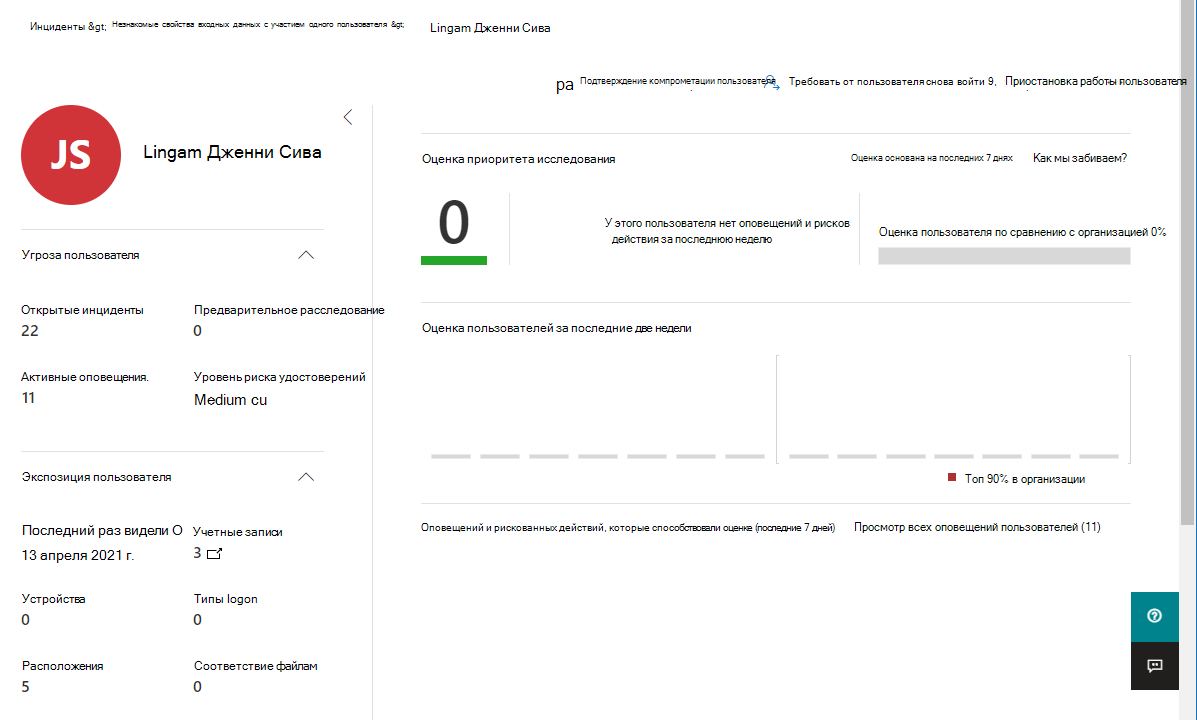 Инциденты &gt; Незнакомые свойства входных данных с участием одного пользователя &gt; Lingam Дженни Сива
ра Подтверждение компрометации пользователя Требовать от пользователя снова войти 9, Приостановка работы пользователя
JS
Lingam Дженни Сива
Угроза пользователя
Открытые инциденты Предварительное расследование
22 0
Активные оповещения. Уровень риска удостоверений
11 Medium cu
Экспозиция пользователя
Последний раз видели О Учетные записи
13 апреля 2021 г. 3
Устройства Типы logon
0 0
Расположения Соответствие файлам
5 0
Оценка приоритета исследования Оценка основана на последних 7 днях Как мы забиваем?
0
У этого пользователя нет оповещений и рисков
действия за последнюю неделю
Оценка пользователя по сравнению с организацией 0%
Оценка пользователей за последние две недели
Топ 90% в организации
Оповещений и рискованных действий, которые способствовали оценке (последние 7 дней) Просмотр всех оповещений пользователей (11)